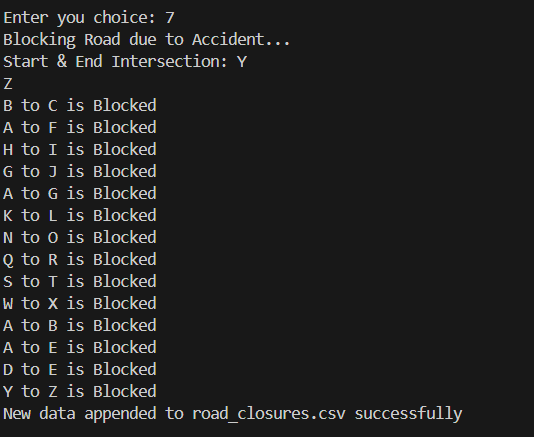 Enter you choice: 7
Blocking Road due to Accident...
Start & End Intersection: Y
Z
B to C is Blocked
A to F is Blocked
H to I is Blocked
G to J is Blocked
A to G is Blocked
K to L is Blocked
N to O is Blocked
Q to R is Blocked
S to T is Blocked
W to X is Blocked
A to B is Blocked
A to E is Blocked
D to E is Blocked
Y to Z is Blocked
New data appended to road_closures.csv successfully